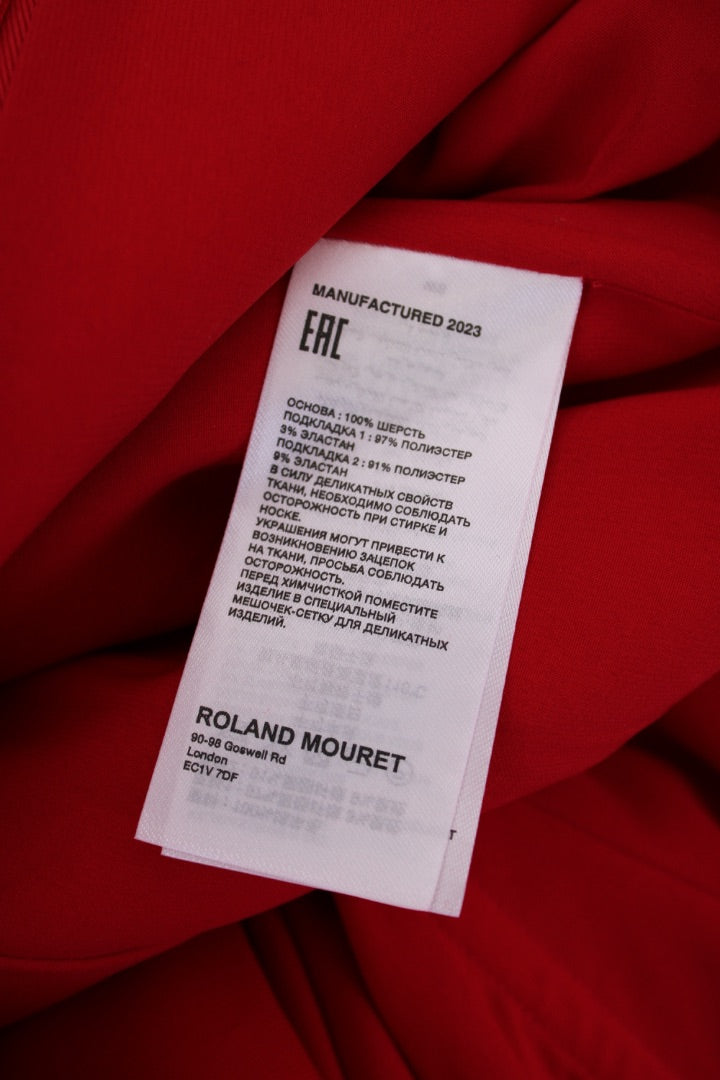 MANUFACTURED 2023
EAC
ОСНОВА : 100% ШЕРСТЬ
ПОДКЛАДКА 1 : 97% ПОЛИЭСТЕР
3% ЭЛАСТАН
ПОДКЛАДКА 2 : 91% ПОЛИЭСТЕР
9% ЭЛАСТАН
В СИЛУ ДЕЛИКАТНЫХ СВОЙСТВ
ТКАНИ, НЕОБХОДИМО СОБЛЮДАТЬ
ОСТОРОЖНОСТЬ ПРИ СТИРКЕ И
НОСКЕ.
УКРАШЕНИЯ МОГУТ ПРИВЕСТИ К
ВОЗНИКНОВЕНИЮ ЗАЦЕПОК
НА ТКАНИ, ПРОСЬБА СОБЛЮДАТЬ
ОСТОРОЖНОСТЬ.
ПЕРЕД ХИМЧИСТКОЙ ПОМЕСТИТЕ
ИЗДЕЛИЕ В СПЕЦИАЛЬНЫЙ
МЕШОЧЕК-СЕТКУ ДЛЯ ДЕЛИКАТНЫХ
ИЗДЕЛИЙ.
ROLAND MOURET
90-98 Goswell Rd
London
EC1V 7DF